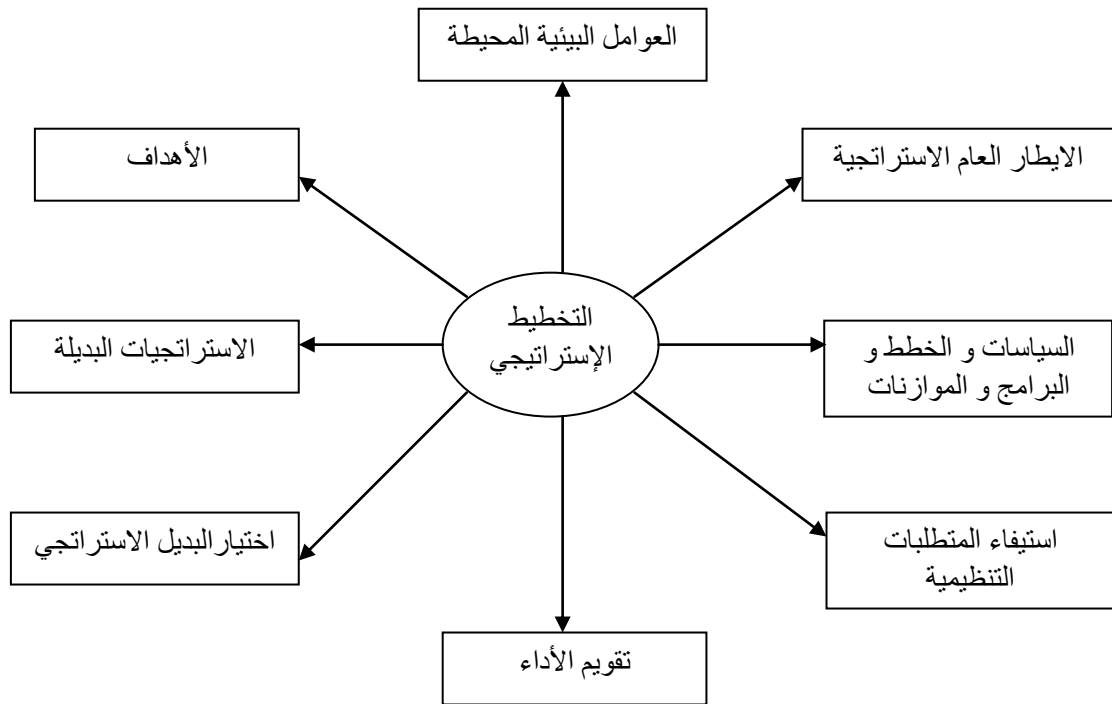 العوامل البيئية المحيطة
الايطار العام الاستراتجية
الأهداف
التخطيط
الإستراتيجي
السياسات و الخطط و
البرامج و الموازنات
الاستراتجيات البديلة
استيفاء المتطلبات
التنظيمية
اختيارالبديل الاستراتجي
تقويم الأداء